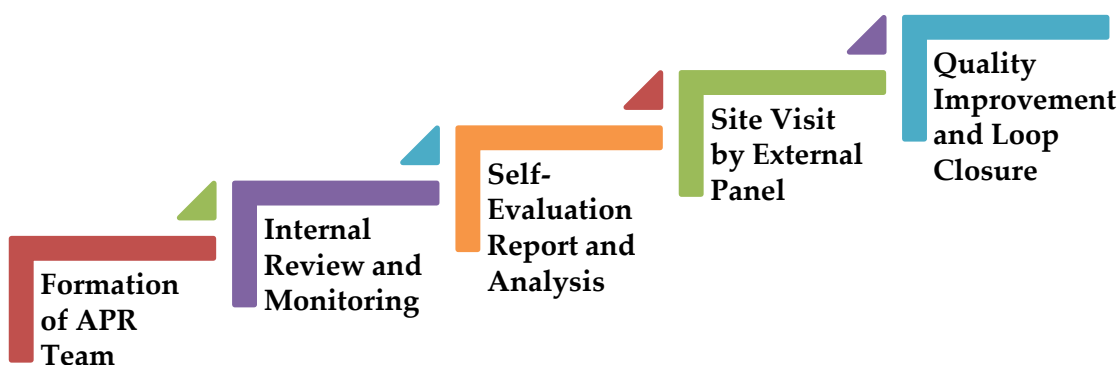 Formation
of APR
Team
Internal
Review and
Monitoring
Self-
Evaluation
Report and
Analysis
Site Visit
by External
Panel
Quality
Improvement
and Loop
Closure